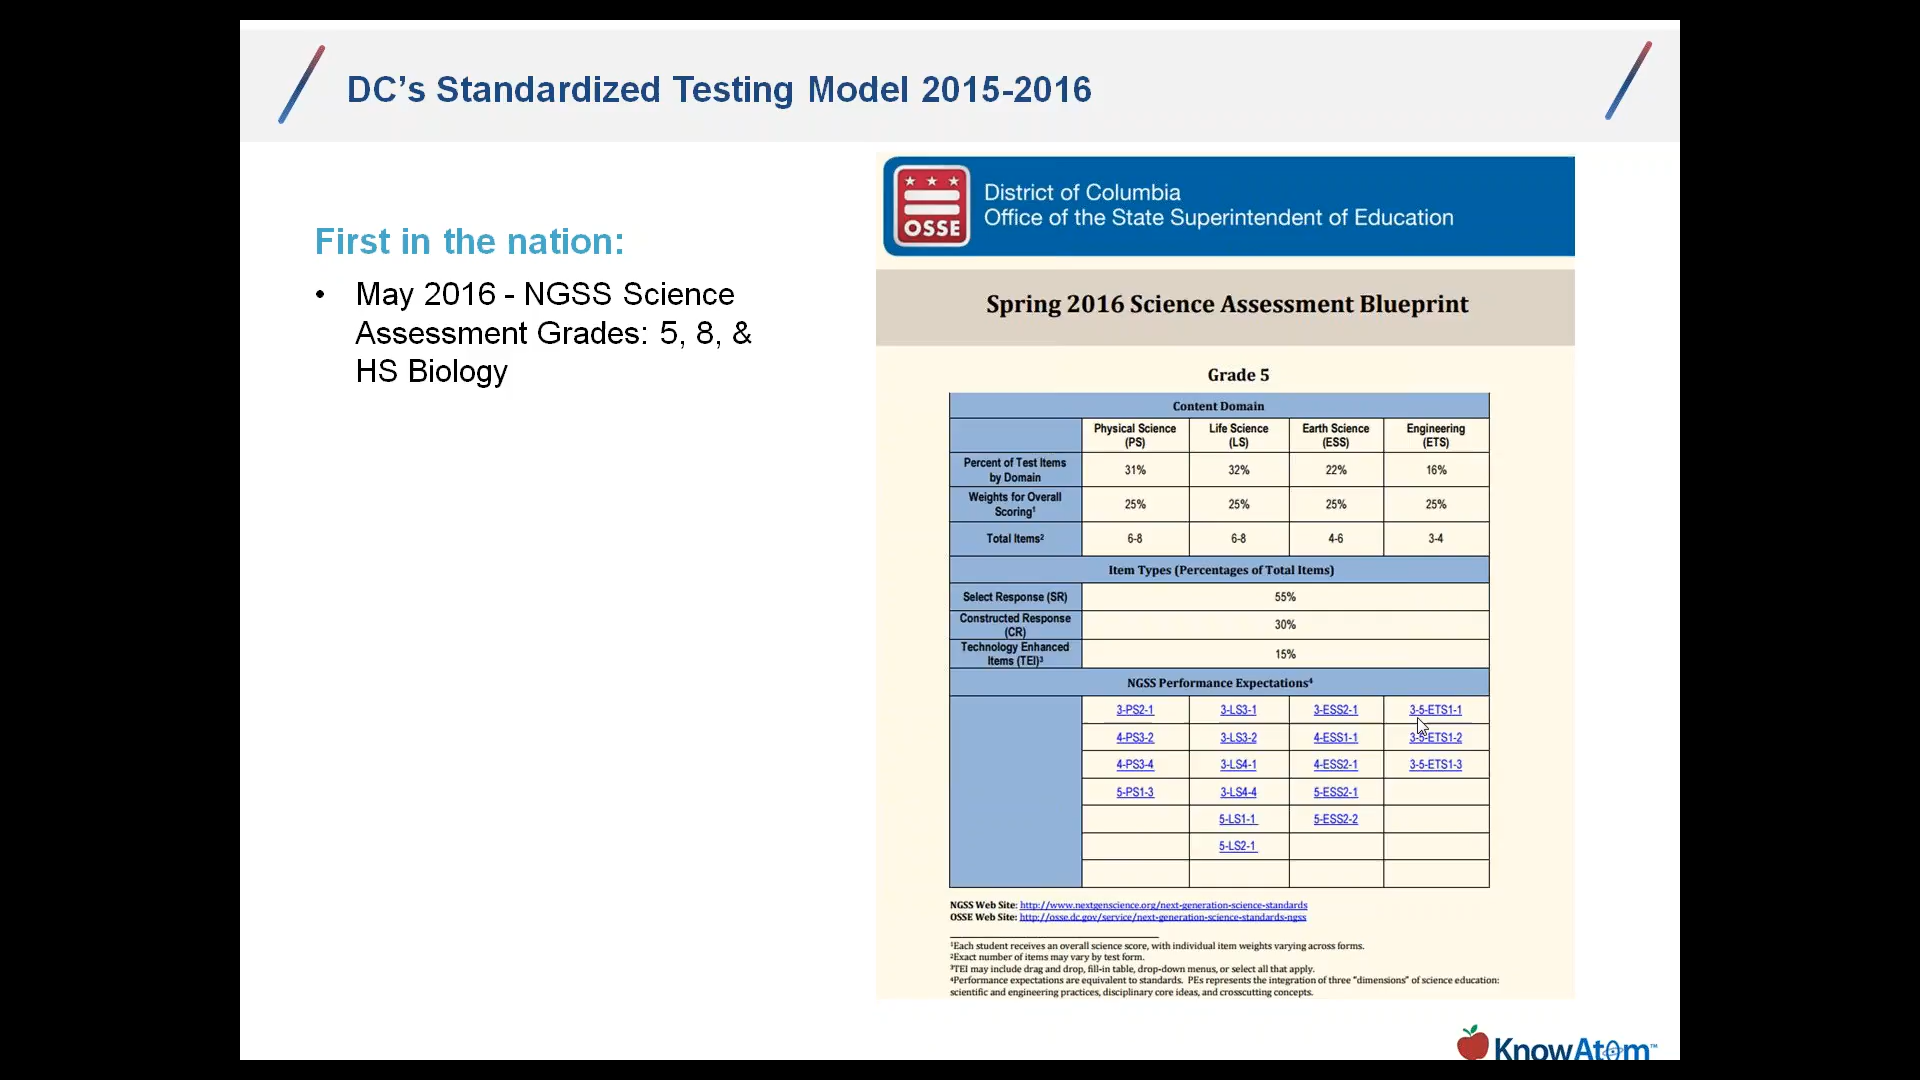 DC’s Standardized Testing Model 2015-2016
First in the nation:
• May 2016 - NGSS Science
Assessment Grades: 5, 8, &
HS Biology
OSSE
District of Columbia
Office of the State Superintendent of Education
Spring 2016 Science Assessment Blueprint
Grade 5
Content Domain
Physical Science (PS) Life Science (LS) Earth Science (ESS) Engineering (ETS)
Percent of Test Items by Domain 31% 32% 22% 16%
Weights for Overall Scoring¹ 25% 25% 25% 25%
Total Items² 6-8 6-8 4-6 3-4
Item Types (Percentages of Total Items)
Select Response (SR) 55%
Constructed Response (CR) 30%
Technology Enhanced Items (TEI)³ 15%
NGSS Performance Expectations⁴
3-PS2-1 3-LS3-1 3-ESS2-1 3-5-ETS1-1
4-PS3-2 3-LS3-2 4-ESS1-1 3-5-ETS1-2
4-PS3-4 3-LS4-1 4-ESS2-1 3-5-ETS1-3
5-PS1-3 3-LS4-4 5-ESS2-1
5-LS1-1 5-ESS2-2
5-LS2-1
NGSS Web Site: http://www.nextgenscience.org/next-generation-science-standards
OSSE Web Site: http://osse.dc.gov/service/next-generation-science-standards-ngss
¹Each student receives an overall science score, with individual item weights varying across forms.
²Exact number of items may vary by test form.
³TEI may include drag and drop, fill-in table, drop-down menus, or select all that apply.
⁴Performance expectations are equivalent to standards. PEs represents the integration of three “dimensions” of science education:
scientific and engineering practices, disciplinary core ideas, and crosscutting concepts.
KnowAtom™